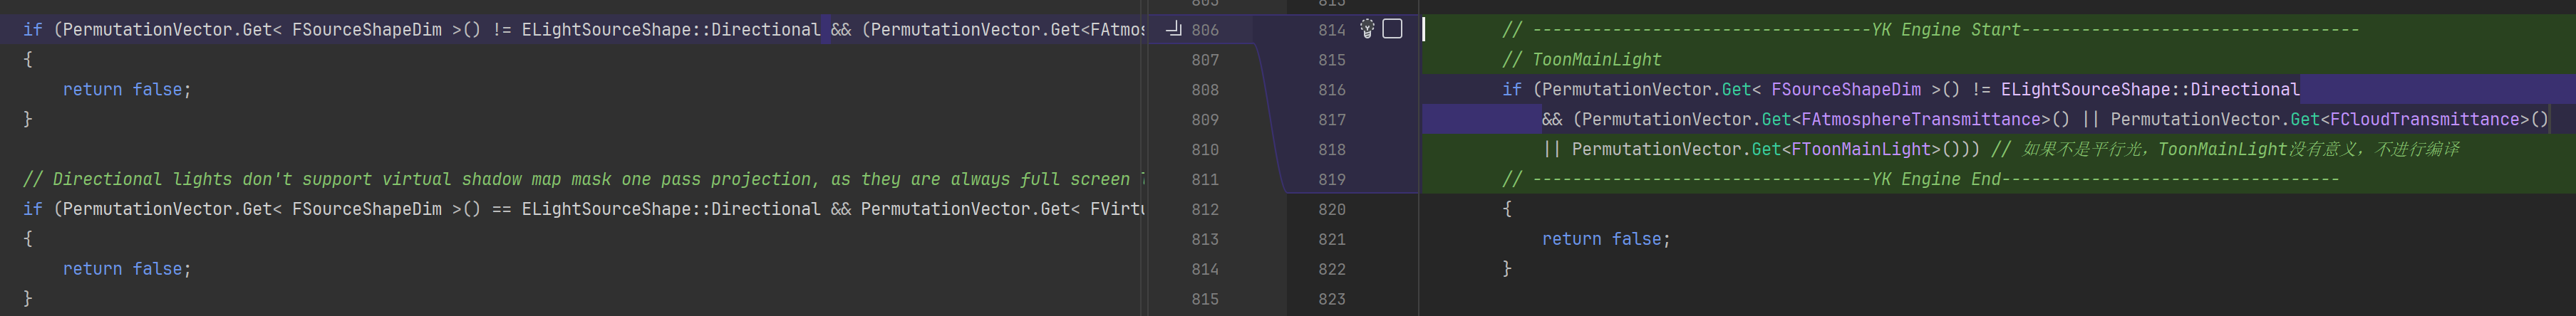 805
if (PermutationVector.Get< FSourceShapeDim >() != ELightSourceShape::Directional && (PermutationVector.Get<FAtmos
{
return false;
}
// Directional lights don't support virtual shadow map mask one pass projection, as they are always full screen
if (PermutationVector.Get< FSourceShapeDim >() == ELightSourceShape::Directional && PermutationVector.Get< FVirtu
{
return false;
}
806
807
808
809
810
811
812
813
814
815
813
814
815
816
817
818
819
820
821
822
823
// ----------------------------------YK Engine Start----------------------------------
// ToonMainLight
if (PermutationVector.Get< FSourceShapeDim >() != ELightSourceShape::Directional
&& (PermutationVector.Get<FAtmosphereTransmittance>() || PermutationVector.Get<FCloudTransmittance>()
|| PermutationVector.Get<FToonMainLight>())) // 如果不是平行光，ToonMainLight没有意义，不进行编译
// ----------------------------------YK Engine End----------------------------------
{
return false;
}